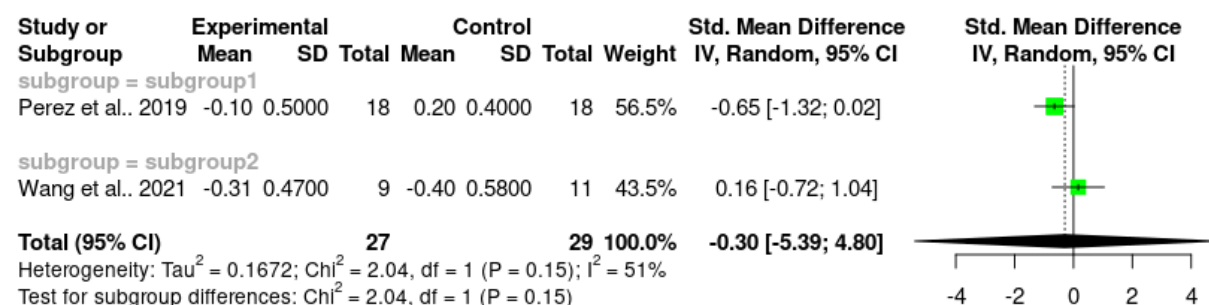 Study or Experimental Control Std. Mean Difference Std. Mean Difference
Subgroup Mean SD Total Mean SD Total Weight IV, Random, 95% CI IV, Random, 95% CI
subgroup = subgroup1
Perez et al.. 2019 -0.10 0.5000 18 0.20 0.4000 18 56.5% -0.65 [-1.32; 0.02]
subgroup = subgroup2
Wang et al.. 2021 -0.31 0.4700 9 -0.40 0.5800 11 43.5% 0.16 [-0.72; 1.04]
Total (95% CI) 27 29 100.0% -0.30 [-5.39; 4.80]
Heterogeneity: Tau² = 0.1672; Chi² = 2.04, df = 1 (P = 0.15); I² = 51%
Test for subgroup differences: Chi² = 2.04, df = 1 (P = 0.15)
-4 -2 0 2 4